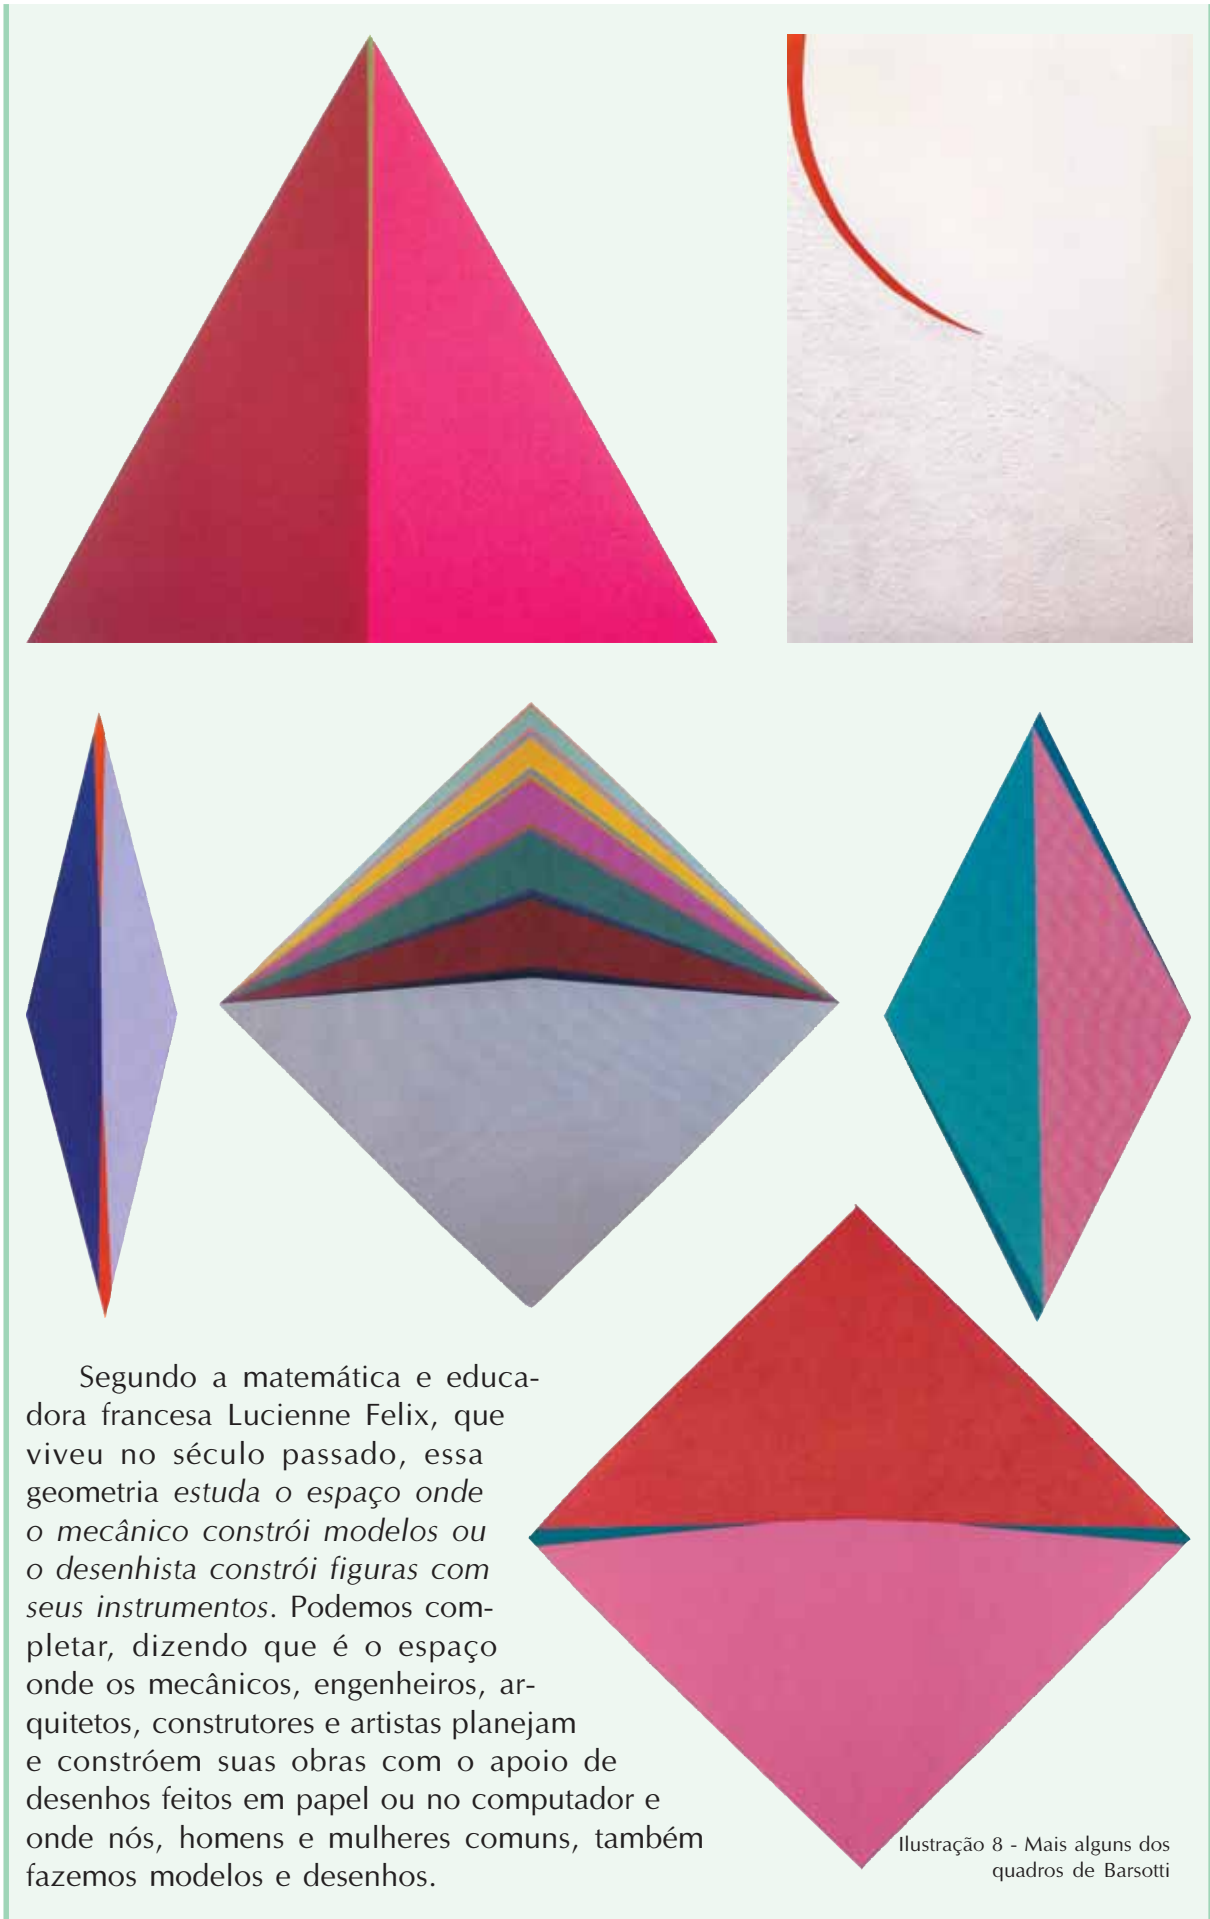 Segundo a matemática e educa-
dora francesa Lucienne Felix, que
viveu no século passado, essa
geometria estuda o espaço onde
o mecânico constrói modelos ou
o desenhista constrói figuras com
seus instrumentos. Podemos com-
pletar, dizendo que é o espaço
onde os mecânicos, engenheiros, ar-
quitetos, construtores e artistas planejam
e constróem suas obras com o apoio de
desenhos feitos em papel ou no computador e
onde nós, homens e mulheres comuns, também
fazemos modelos e desenhos.
Ilustração 8 - Mais alguns dos
quadros de Barsotti